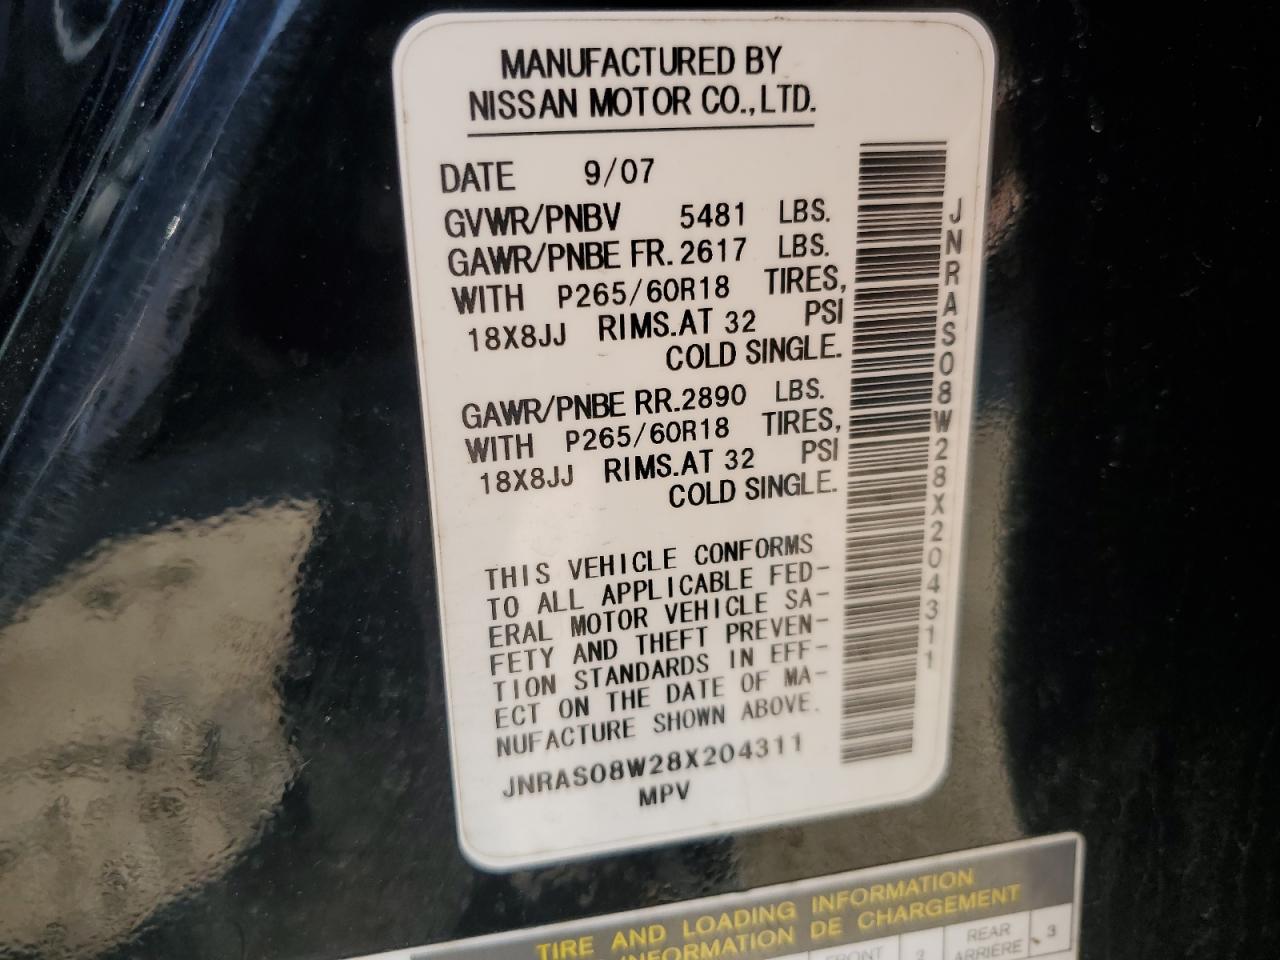 MANUFACTURED BY
NISSAN MOTOR CO.,LTD.
DATE 9/07
GVWR/PNBV 5481 LBS.
GAWR/PNBE FR. 2617 LBS.
WITH P265/60R18 TIRES,
18X8JJ RIMS.AT 32 PSI
COLD SINGLE.
GAWR/PNBE RR. 2890 LBS.
WITH P265/60R18 TIRES,
18X8JJ RIMS.AT 32 PSI
COLD SINGLE.
THIS VEHICLE CONFORMS
TO ALL APPLICABLE FED-
ERAL MOTOR VEHICLE SA-
FETY AND THEFT PREVEN-
TION STANDARDS IN EFF-
ECT ON THE DATE OF MA-
NUFACTURE SHOWN ABOVE.
JNRAS08W28X204311
MPV
JNRAS08W28X204311
TIRE AND LOADING INFORMATION
INFORMATION DE CHARGEMENT
FRONT 2 REAR 3
ARRIÈRE